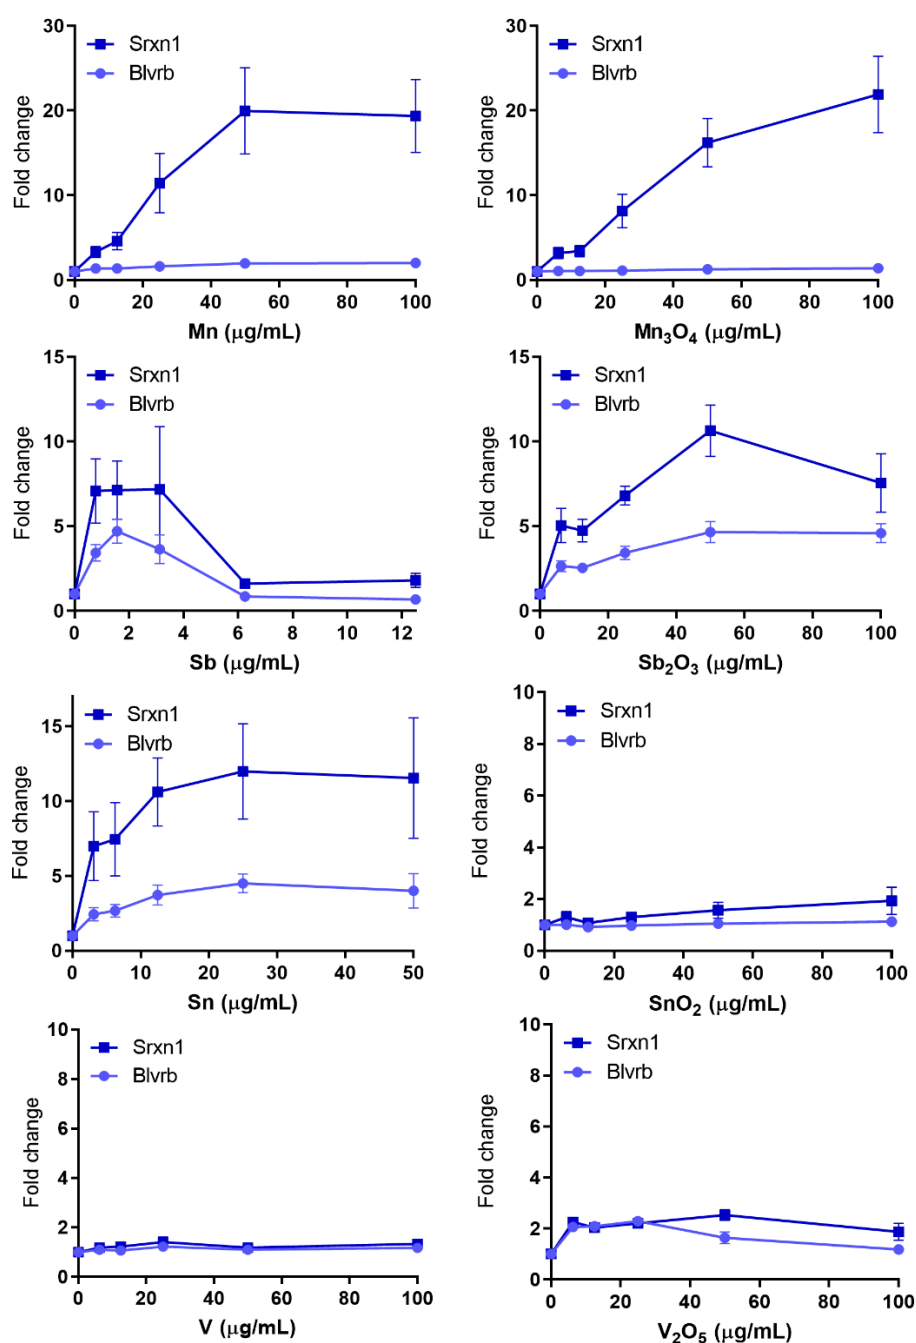 Srxn1
Blvrb
Fold change
30
20
10
0
0 20 40 60 80 100
Mn (μg/mL)
Srxn1
Blvrb
Fold change
30
20
10
0
0 20 40 60 80 100
Mn₃O₄ (μg/mL)
Srxn1
Blvrb
Fold change
15
10
5
0
0 2 4 6 8 10 12
Sb (μg/mL)
Srxn1
Blvrb
Fold change
15
10
5
0
0 20 40 60 80 100
Sb₂O₃ (μg/mL)
Srxn1
Blvrb
Fold change
15
10
5
0
0 10 20 30 40 50
Sn (μg/mL)
Srxn1
Blvrb
Fold change
10
8
6
4
2
0
0 20 40 60 80 100
SnO₂ (μg/mL)
Srxn1
Blvrb
Fold change
10
8
6
4
2
0
0 20 40 60 80 100
V (μg/mL)
Srxn1
Blvrb
Fold change
10
8
6
4
2
0
0 20 40 60 80 100
V₂O₅ (μg/mL)